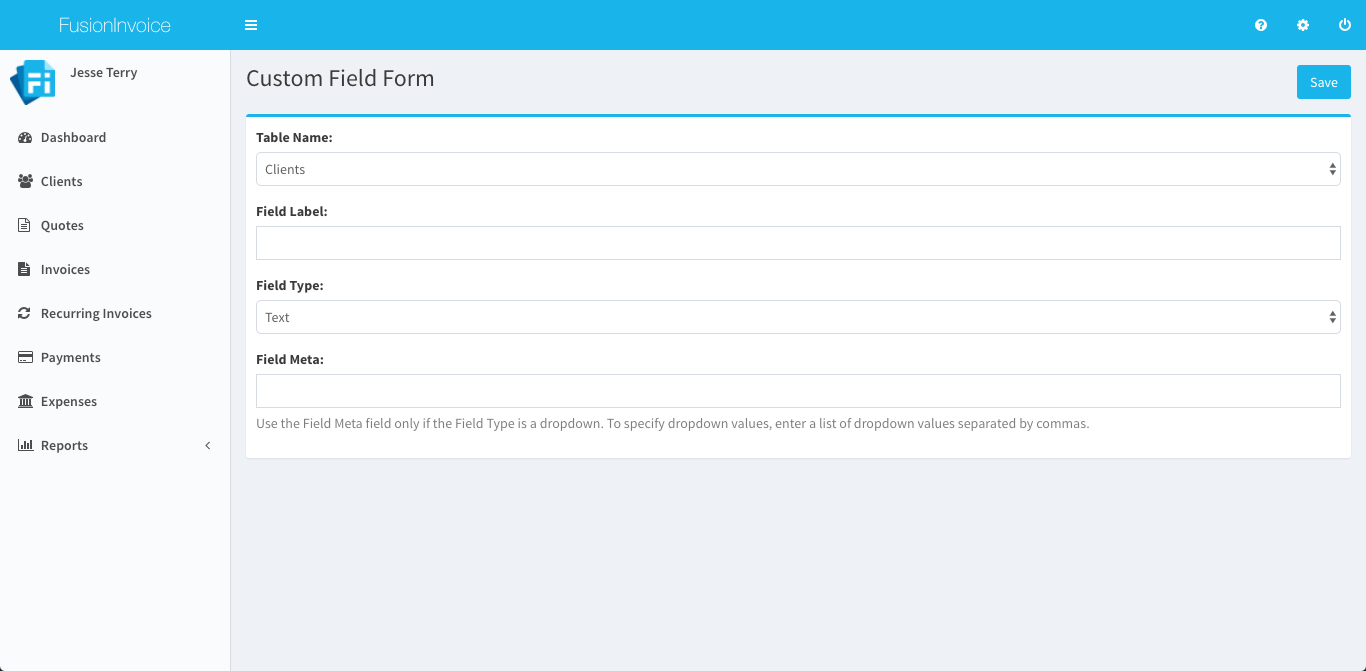 FusionInvoice
Fi
Jesse Terry
Dashboard
Clients
Quotes
Invoices
Recurring Invoices
Payments
Expenses
Reports
Custom Field Form
Save
Table Name:
Clients
Field Label:
Field Type:
Text
Field Meta:
Use the Field Meta field only if the Field Type is a dropdown. To specify dropdown values, enter a list of dropdown values separated by commas.